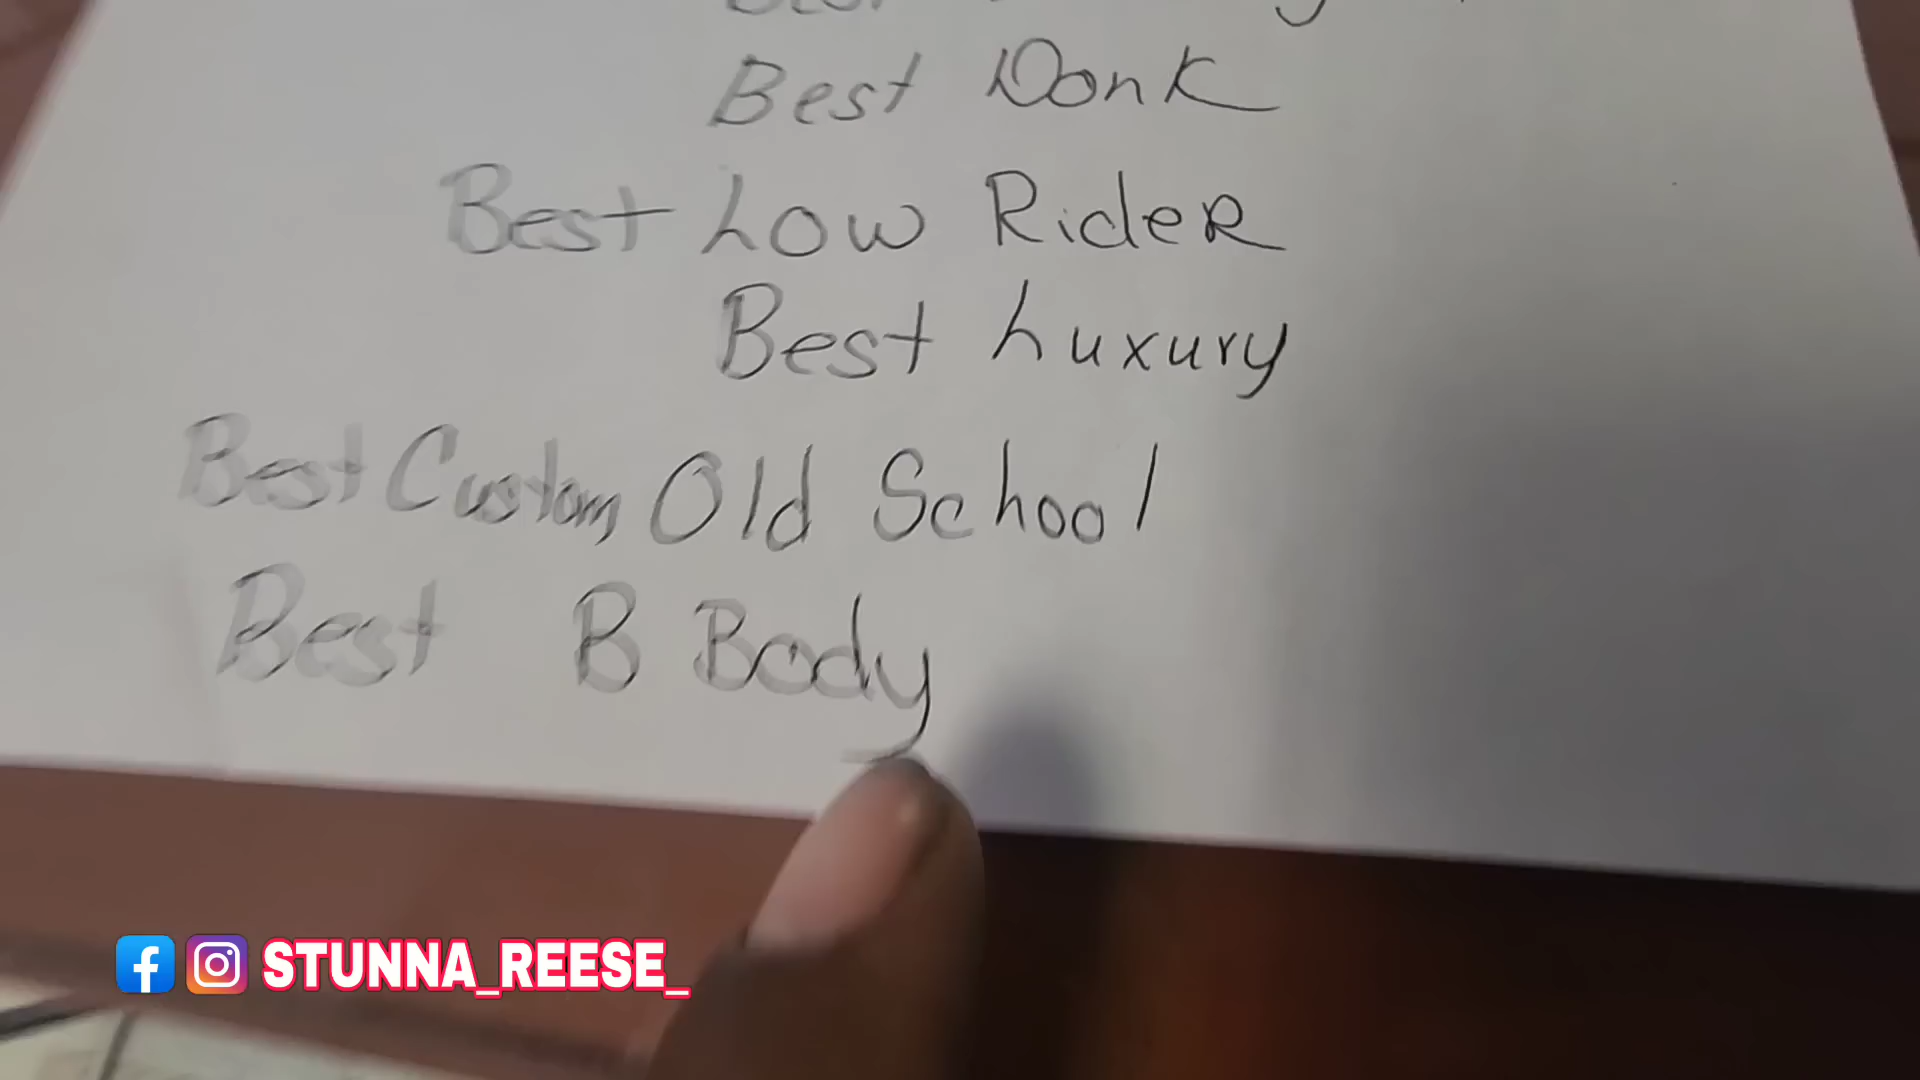 Best Donk
Best Low Rider
Best Luxury
Best Custom Old School
Best B Body
STUNNA_REESE_